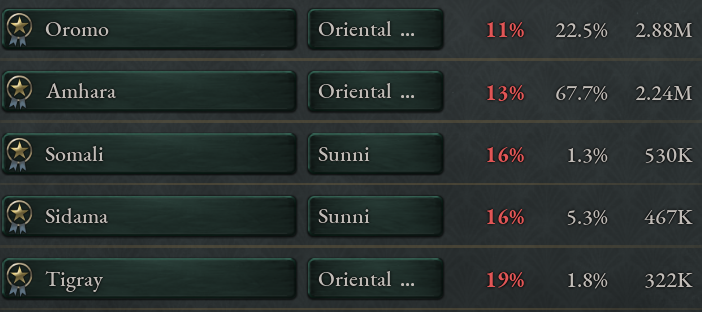 Oromo Oriental ... 11% 22.5% 2.88M
Amhara Oriental ... 13% 67.7% 2.24M
Somali Sunni 16% 1.3% 530K
Sidama Sunni 16% 5.3% 467K
Tigray Oriental ... 19% 1.8% 322K